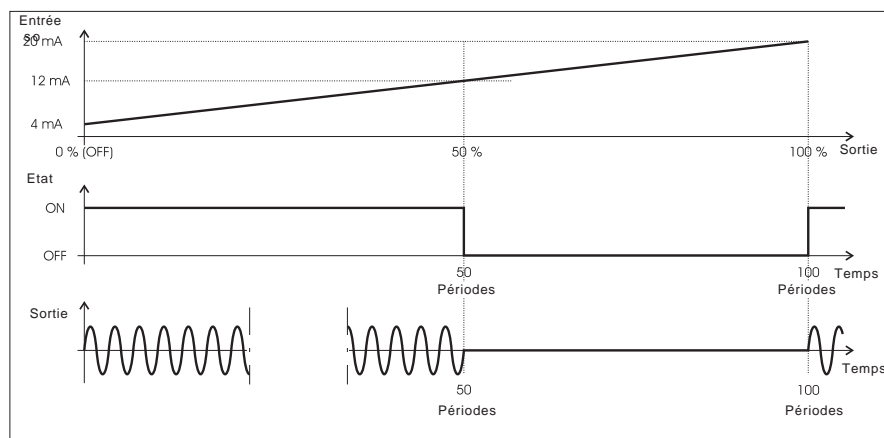 Entrée
so
20 mA
12 mA
4 mA
0 % (OFF)
50 %
100 %
Sortie
Etat
ON
OFF
50
100
Temps
Périodes
Périodes
Sortie
Temps
50
100
Périodes
Périodes